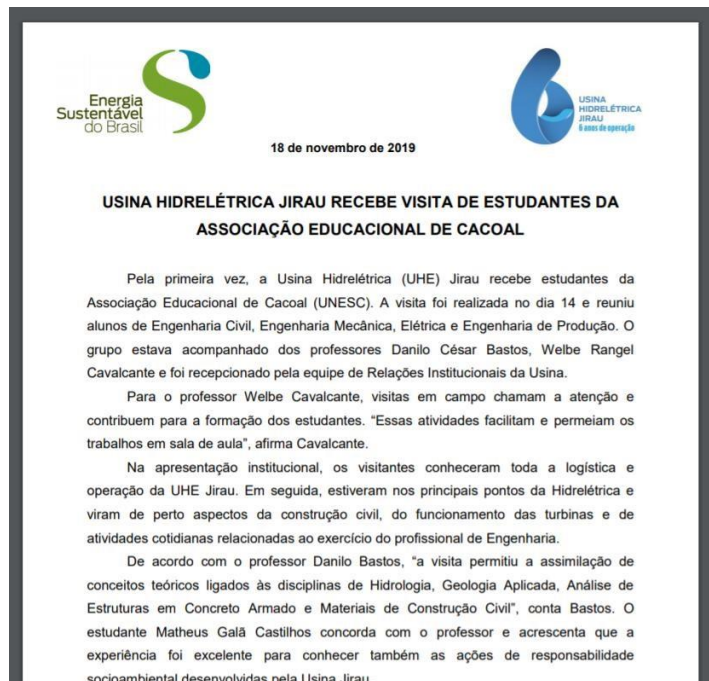 Energia
Sustentável
do Brasil
USINA
HIDRELÉTRICA
JIRAU
6 anos de operação
18 de novembro de 2019
USINA HIDRELÉTRICA JIRAU RECEBE VISITA DE ESTUDANTES DA
ASSOCIAÇÃO EDUCACIONAL DE CACOAL
Pela primeira vez, a Usina Hidrelétrica (UHE) Jirau recebe estudantes da
Associação Educacional de Cacoal (UNESC). A visita foi realizada no dia 14 e reuniu
alunos de Engenharia Civil, Engenharia Mecânica, Elétrica e Engenharia de Produção. O
grupo estava acompanhado dos professores Danilo César Bastos, Welbe Rangel
Cavalcante e foi recepcionado pela equipe de Relações Institucionais da Usina.
Para o professor Welbe Cavalcante, visitas em campo chamam a atenção e
contribuem para a formação dos estudantes. “Essas atividades facilitam e permeiam os
trabalhos em sala de aula”, afirma Cavalcante.
Na apresentação institucional, os visitantes conheceram toda a logística e
operação da UHE Jirau. Em seguida, estiveram nos principais pontos da Hidrelétrica e
viram de perto aspectos da construção civil, do funcionamento das turbinas e de
atividades cotidianas relacionadas ao exercício do profissional de Engenharia.
De acordo com o professor Danilo Bastos, “a visita permitiu a assimilação de
conceitos teóricos ligados às disciplinas de Hidrologia, Geologia Aplicada, Análise de
Estruturas em Concreto Armado e Materiais de Construção Civil”, conta Bastos. O
estudante Matheus Galã Castilhos concorda com o professor e acrescenta que a
experiência foi excelente para conhecer também as ações de responsabilidade
socioambiental desenvolvidas pela Usina Jirau.